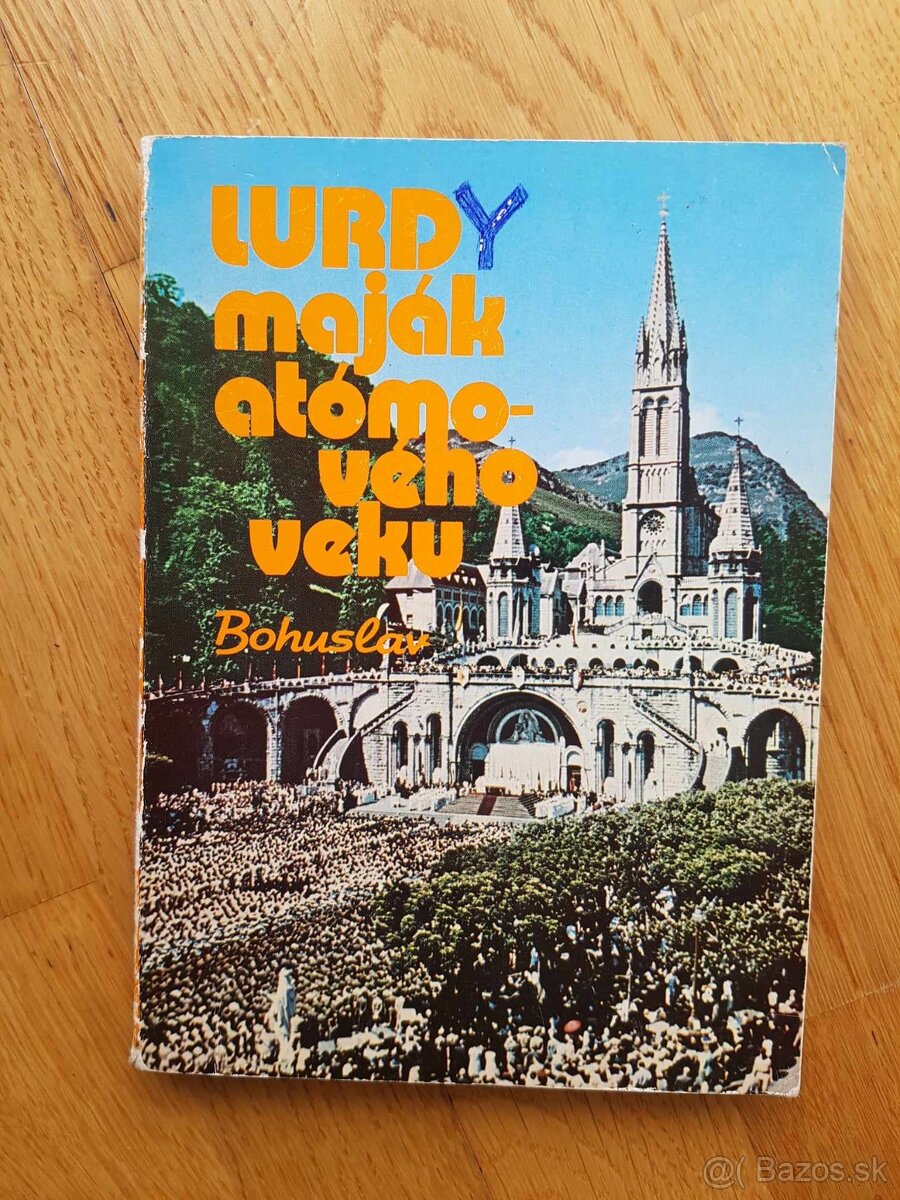 LURDY
maják
atómo-
vého
veku
Bohuslav
@( Bazos.sk